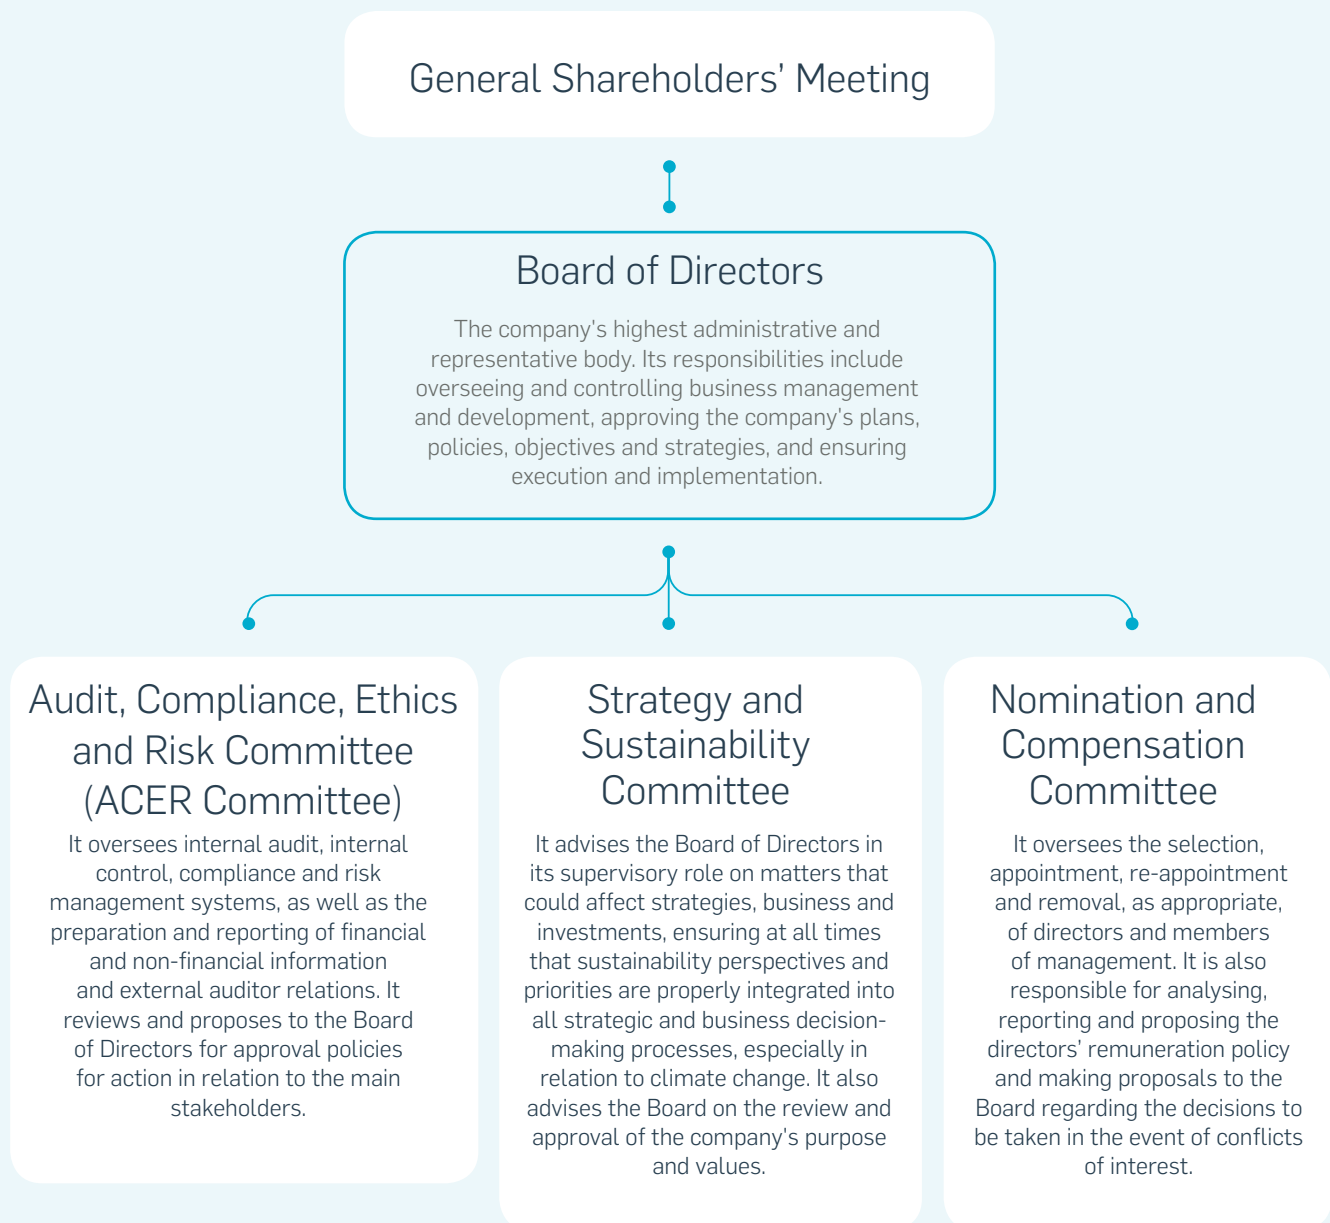 General Shareholders’ Meeting
Board of Directors
The company's highest administrative and
representative body. Its responsibilities include
overseeing and controlling business management
and development, approving the company's plans,
policies, objectives and strategies, and ensuring
execution and implementation.
Audit, Compliance, Ethics
and Risk Committee
(ACER Committee)
It oversees internal audit, internal
control, compliance and risk
management systems, as well as the
preparation and reporting of financial
and non-financial information
and external auditor relations. It
reviews and proposes to the Board
of Directors for approval policies
for action in relation to the main
stakeholders.
Strategy and
Sustainability
Committee
It advises the Board of Directors in
its supervisory role on matters that
could affect strategies, business and
investments, ensuring at all times
that sustainability perspectives and
priorities are properly integrated into
all strategic and business decision-
making processes, especially in
relation to climate change. It also
advises the Board on the review and
approval of the company's purpose
and values.
Nomination and
Compensation
Committee
It oversees the selection,
appointment, re-appointment
and removal, as appropriate,
of directors and members
of management. It is also
responsible for analysing,
reporting and proposing the
directors’ remuneration policy
and making proposals to the
Board regarding the decisions to
be taken in the event of conflicts
of interest.